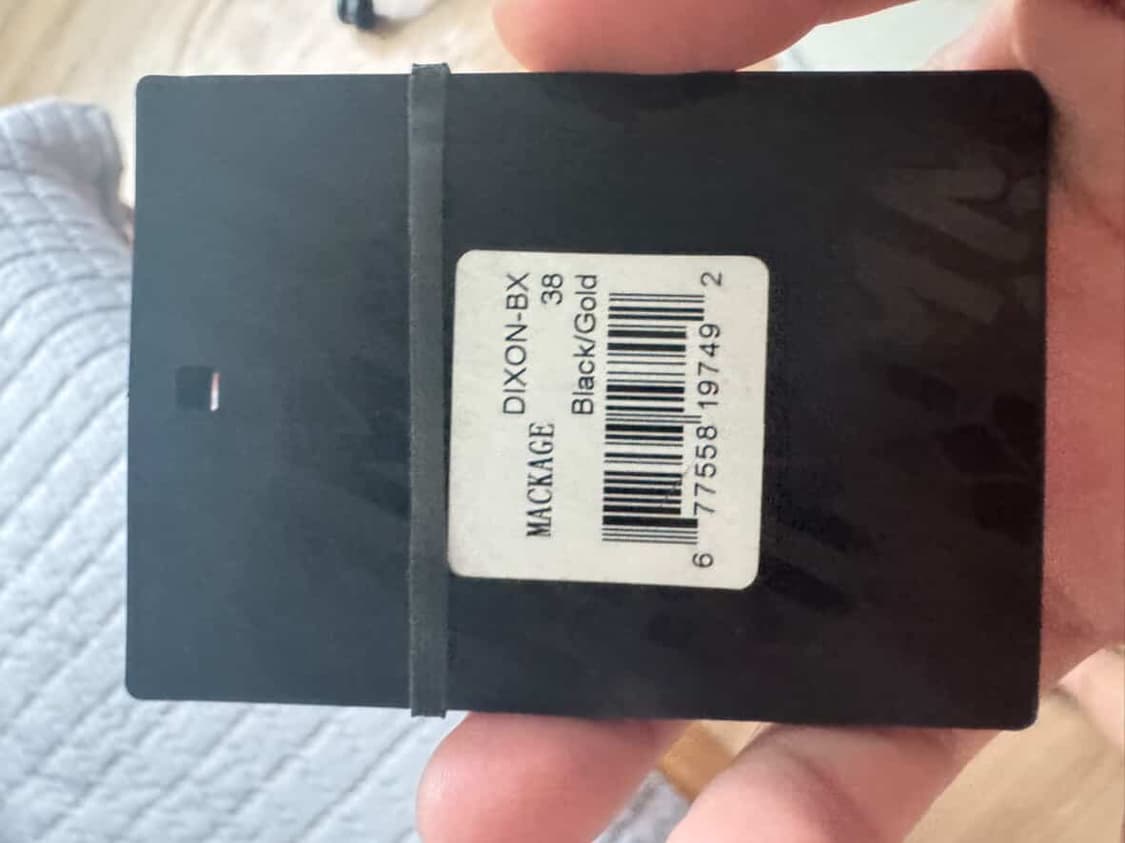 DIXON-BX
MACKAGE 38
Black/Gold
6 77558 19749 2